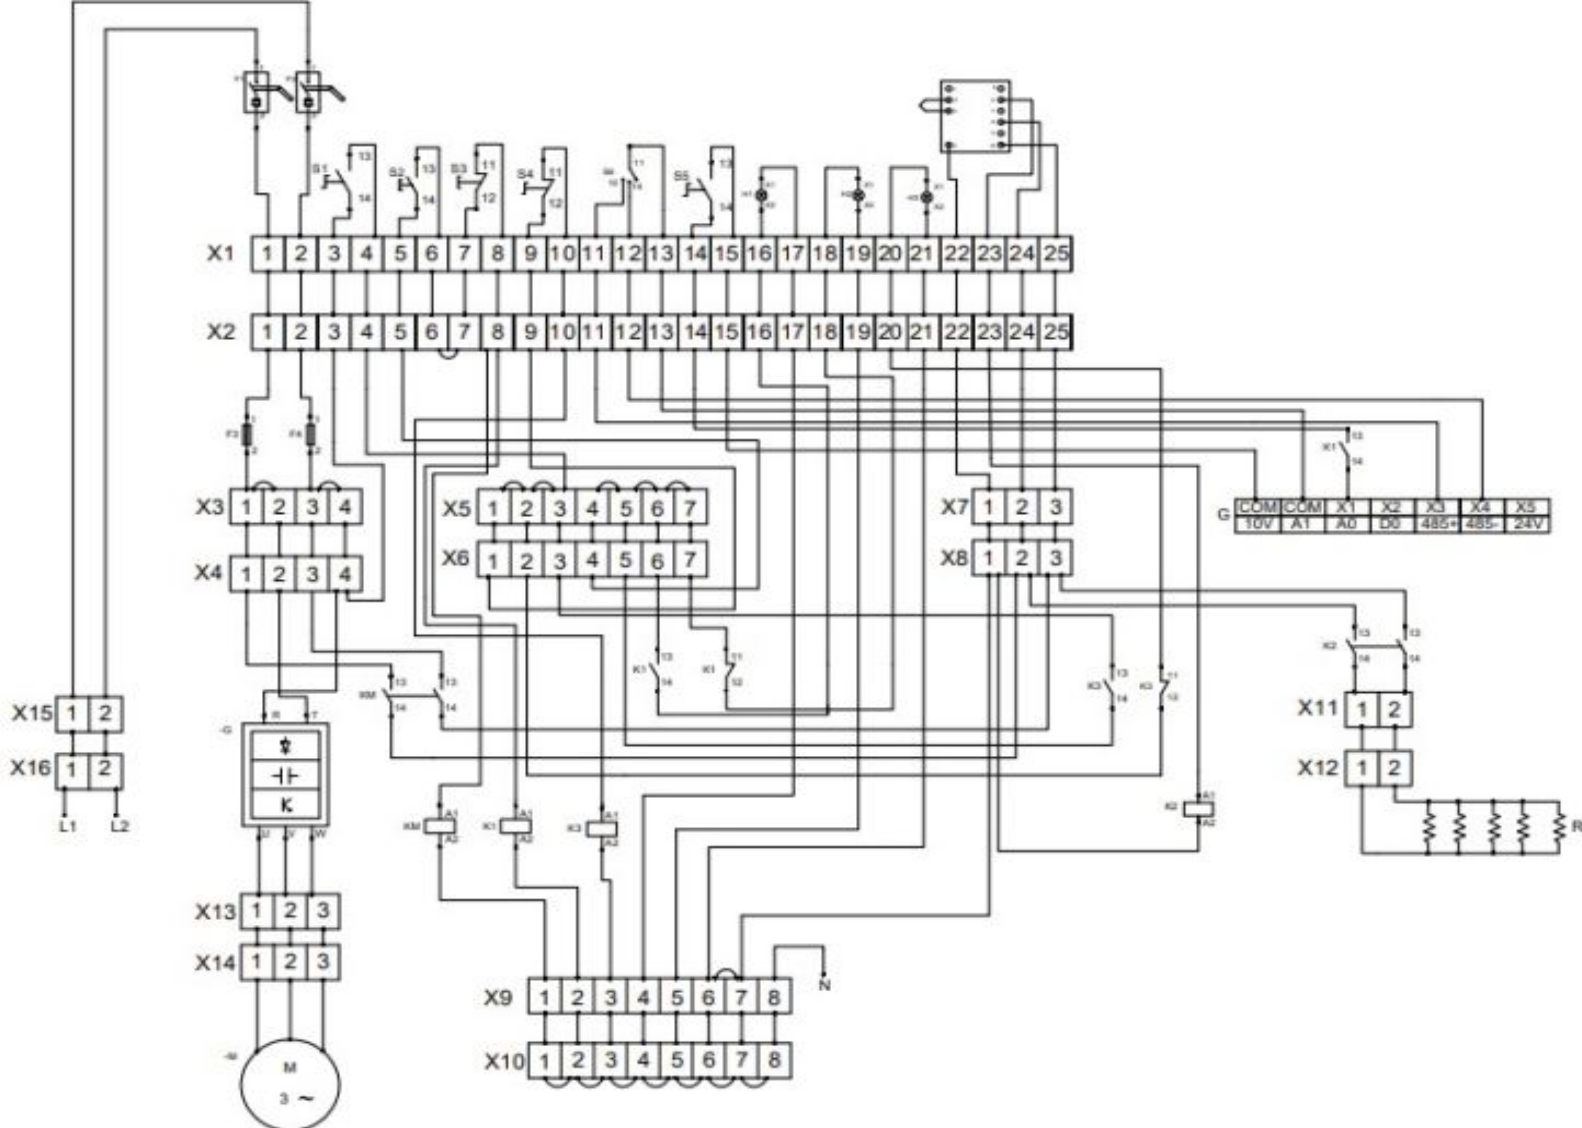 13
11
11
11
13
S1
S2
13
S3
S4
S5
14
14
12
12
14
X1 1 2 3 4 5 6 7 8 9 10 11 12 13 14 15 16 17 18 19 20 21 22 23 24 25
X2 1 2 3 4 5 6 7 8 9 10 11 12 13 14 15 16 17 18 19 20 21 22 23 24 25
1
1
2
2
13
K1
14
X3 1 2 3 4
X5 1 2 3 4 5 6 7
X7 1 2 3
G COM COM X1 X2 X3 X4 X5
10V A1 A0 D0 485+ 485- 24V
X4 1 2 3 4
X6 1 2 3 4 5 6 7
X8 1 2 3
13 13
K2
14 14
13 11
K1 K1
14 12
13 11
K3
14
13 13
KM
14 14
X15 1 2
R T
-G
X11 1 2
X16 1 2
L1 L2
K
U V W
X12 1 2
A1 A1 A1
KM K1 K3
A2 A2 A2
A1
K2
A2
R
X13 1 2 3
X14 1 2 3
X9 1 2 3 4 5 6 7 8
N
X10 1 2 3 4 5 6 7 8
-M
M
3 ~